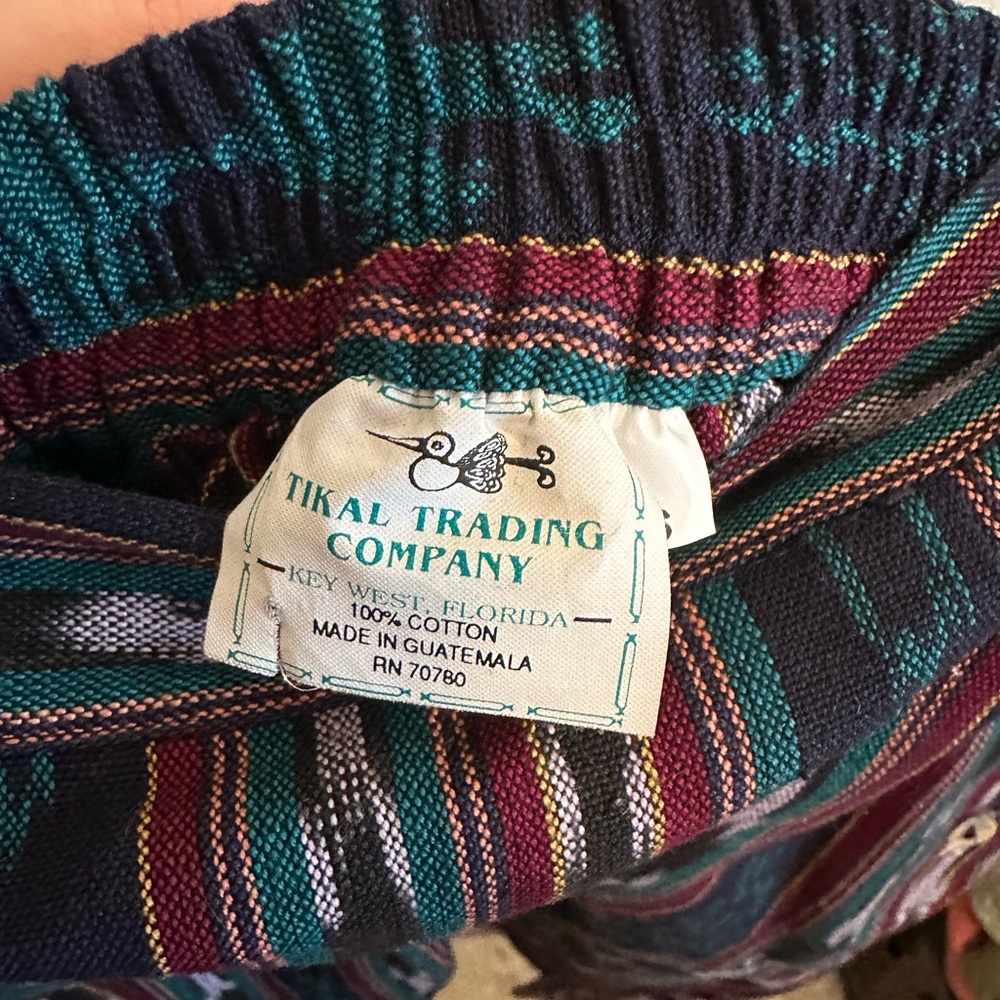 TIKAL TRADING
COMPANY
KEY WEST, FLORIDA
100% COTTON
MADE IN GUATEMALA
RN 70780
S